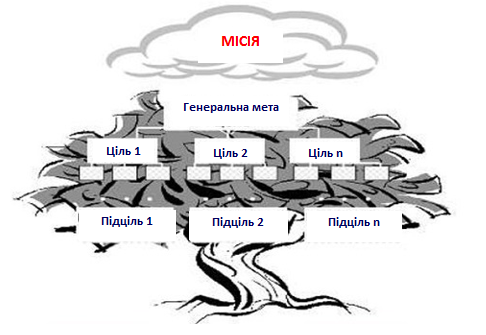 МІСІЯ
Генеральна мета
Ціль 1
Ціль 2
Ціль n
Підціль 1
Підціль 2
Підціль n